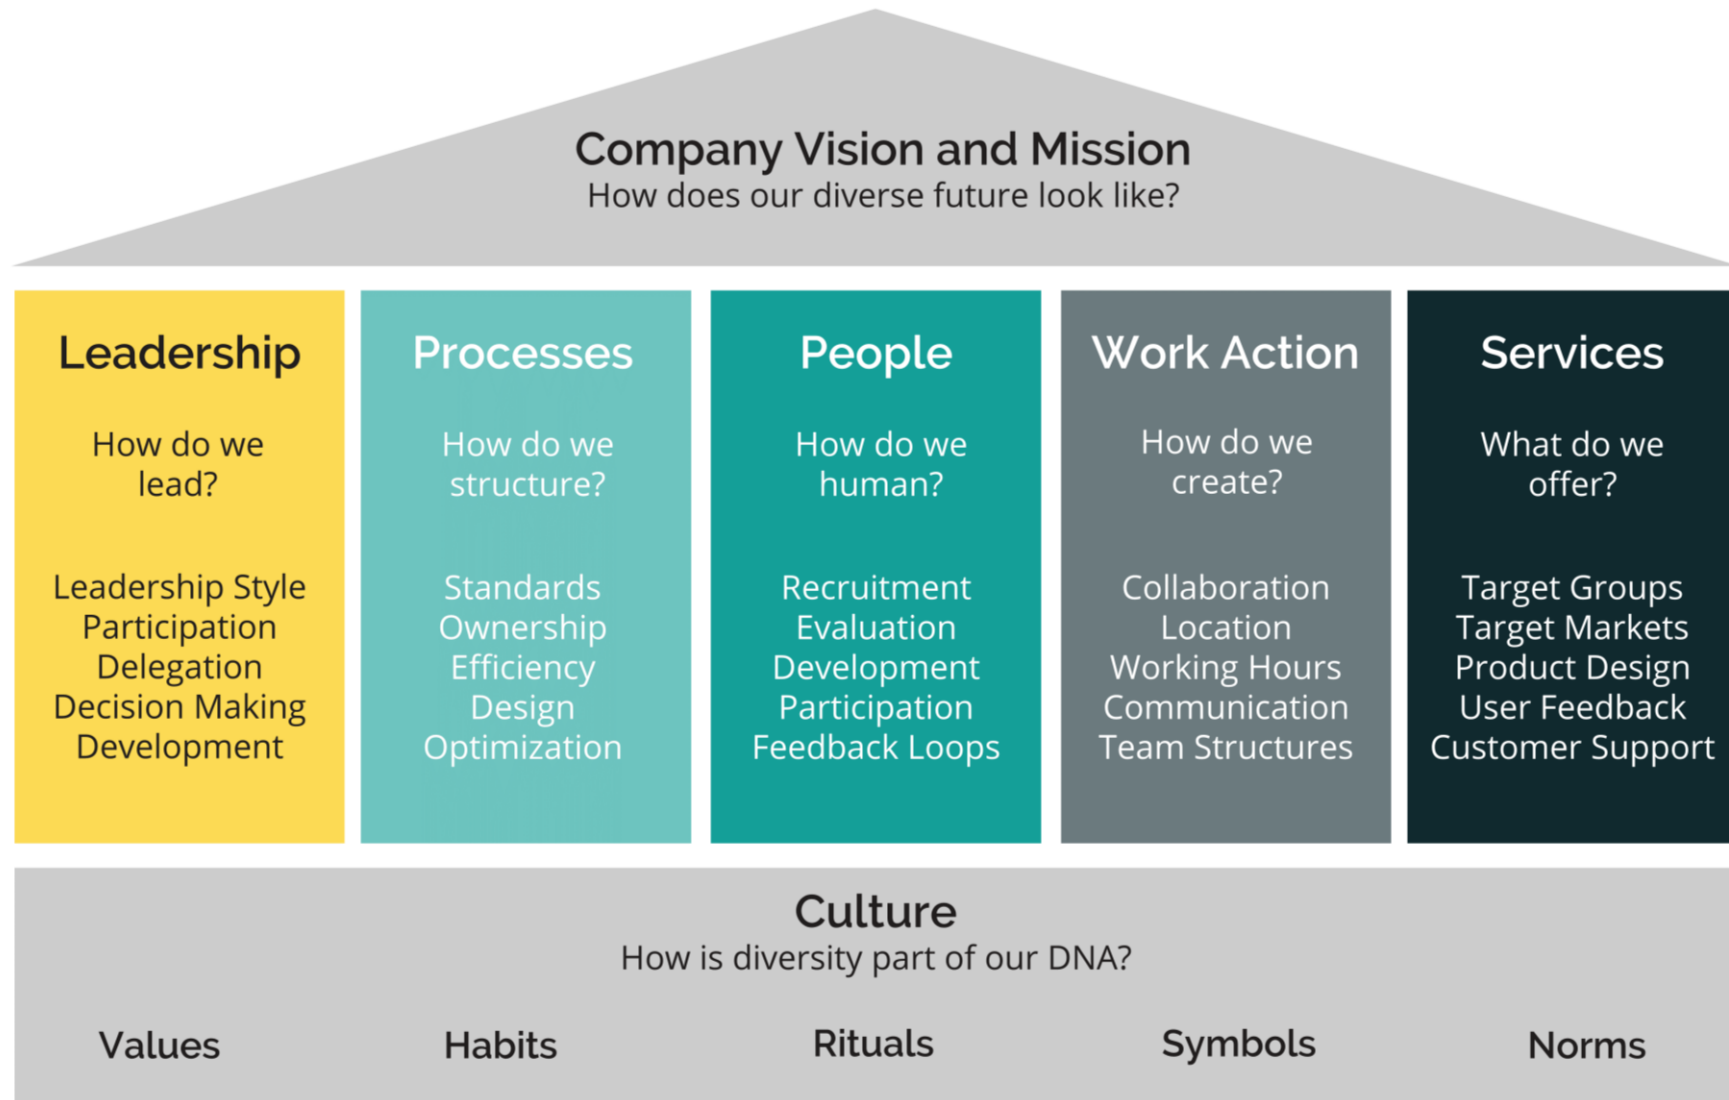 Company Vision and Mission
How does our diverse future look like?
Leadership
How do we
lead?
Leadership Style
Participation
Delegation
Decision Making
Development
Processes
How do we
structure?
Standards
Ownership
Efficiency
Design
Optimization
People
How do we
human?
Recruitment
Evaluation
Development
Participation
Feedback Loops
Work Action
How do we
create?
Collaboration
Location
Working Hours
Communication
Team Structures
Services
What do we
offer?
Target Groups
Target Markets
Product Design
User Feedback
Customer Support
Culture
How is diversity part of our DNA?
Values
Habits
Rituals
Symbols
Norms